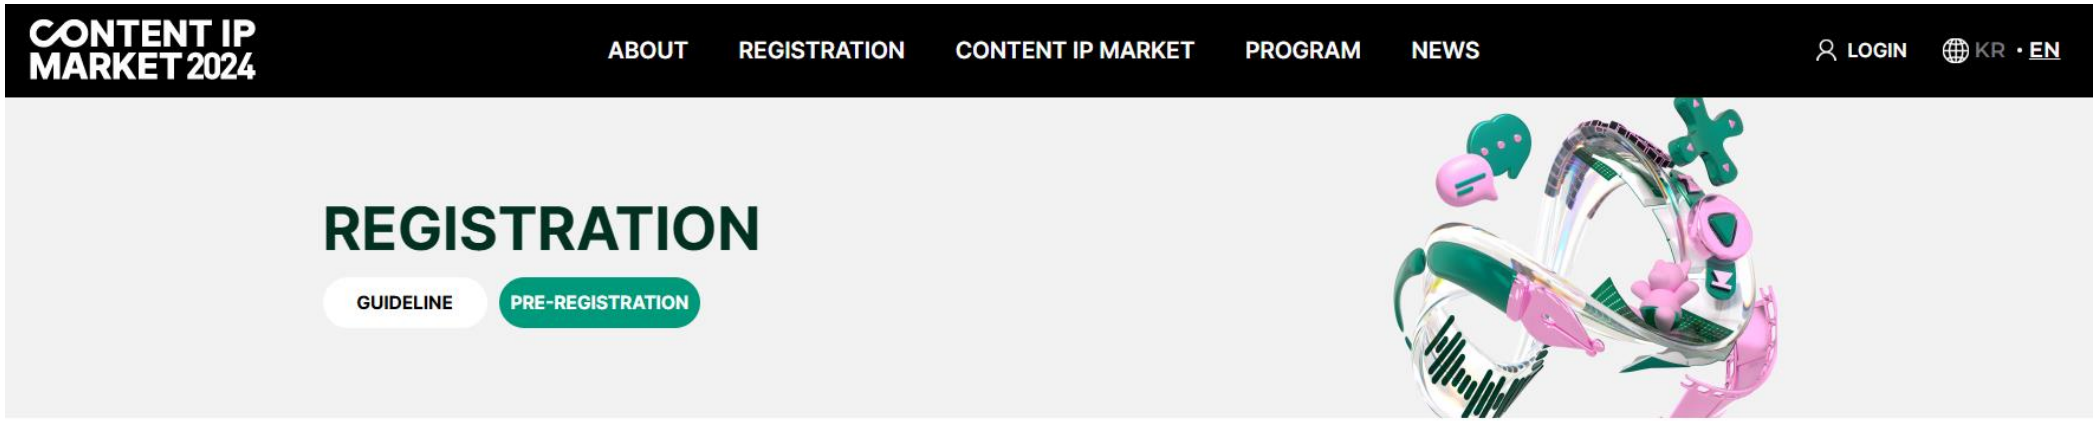 CONTENT IP
MARKET 2024
ABOUT
REGISTRATION
CONTENT IP MARKET
PROGRAM
NEWS
LOGIN
KR · EN
REGISTRATION
GUIDELINE
PRE-REGISTRATION